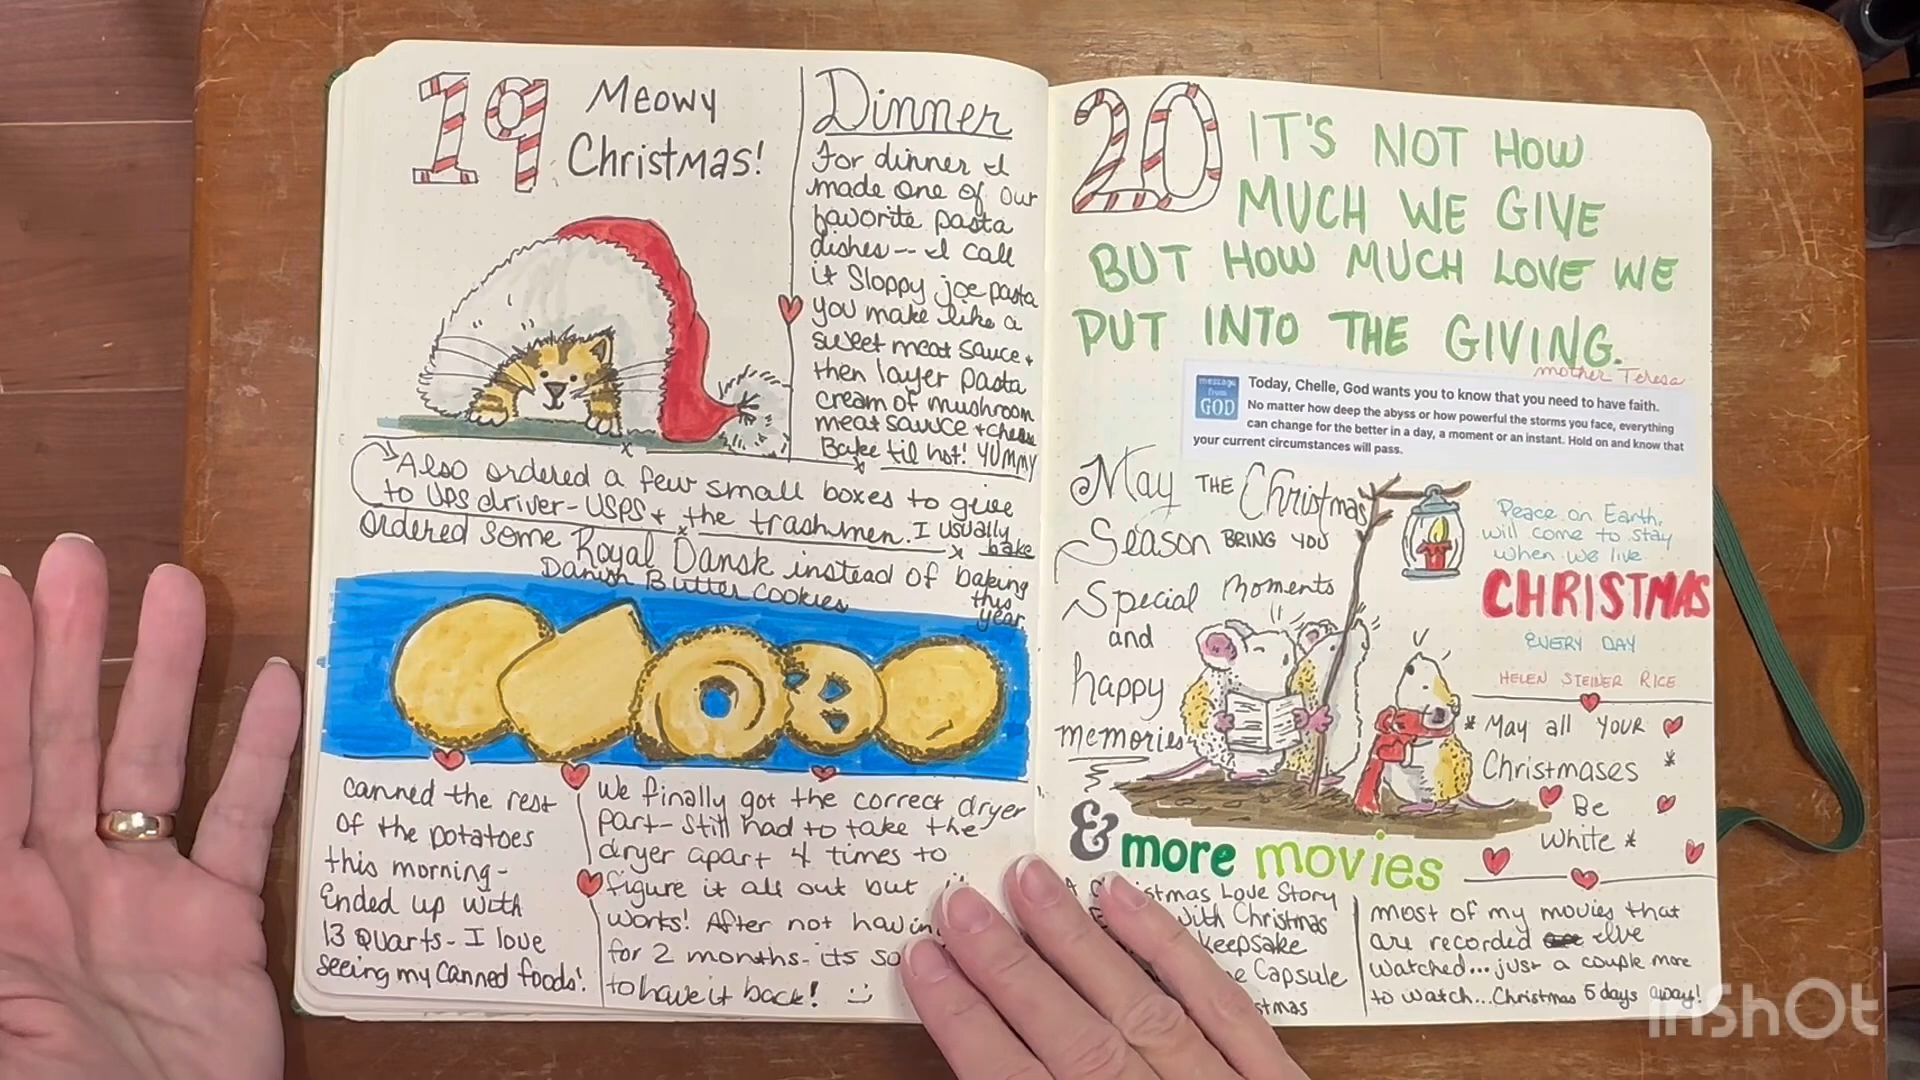 19 Meowy
Christmas!
Dinner
For dinner I
made one of our
favorite pasta
dishes -- I call
it Sloppy joe pasta
you make like a
sweet meat sauce +
then layer pasta
cream of mushroom
meat sauce + cheese
Bake til hot! YUMMY
Also ordered a few small boxes to give
to UPS driver - USPS + the trashmen. I usually
bake
Ordered some Royal Dansk instead of baking
Danish Butter Cookies
this
year
canned the rest
of the potatoes
this morning -
Ended up with
13 Quarts - I love
seeing my canned foods!
We finally got the correct dryer
part - still had to take the
dryer apart 4 times to
figure it all out but
works! After not
for 2 months - its so
to have it back!
20 IT'S NOT HOW
MUCH WE GIVE
BUT HOW MUCH LOVE WE
PUT INTO THE GIVING.
mother Teresa
message
from
GOD
Today, Chelle, God wants you to know that you need to have faith.
No matter how deep the abyss or how powerful the storms you face, everything
can change for the better in a day, a moment or an instant. Hold on and know that
your current circumstances will pass.
May THE Christmas
Season BRING YOU
Special Moments
and
happy
memories
Peace on Earth,
will come to stay
when we live
CHRISTMAS
EVERY DAY
HELEN STEINER RICE
* May all YOUR
Christmases *
Be
White *
& more movies
Love Story
with Christmas
keepsake
Capsule
most of my movies that
are recorded Ive
watched... just a couple more
to watch... Christmas 5 days away!
InShOt